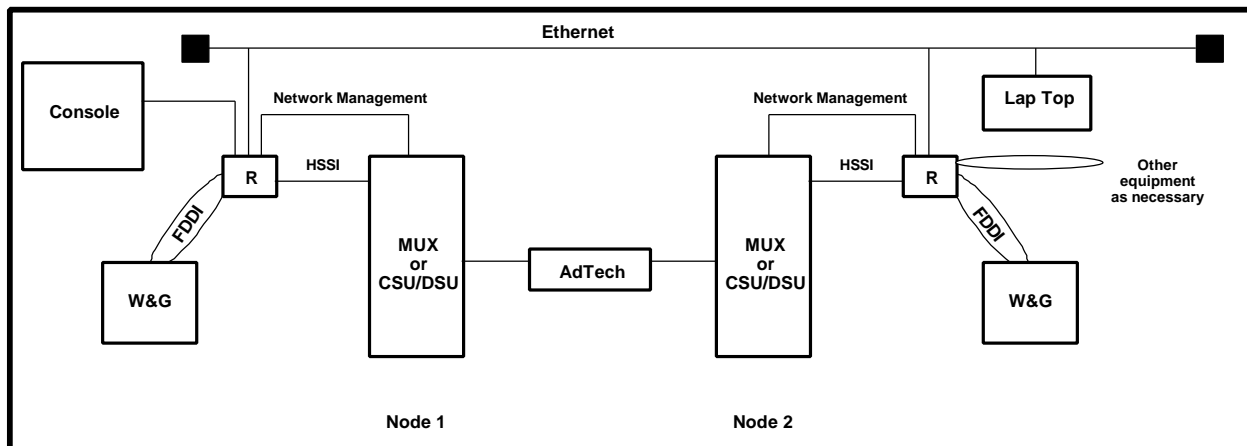 Ethernet
Console
Network Management
Network Management
Lap Top
R
HSSI
HSSI
R
Other
equipment
as necessary
FDDI
FDDI
MUX
or
CSU/DSU
AdTech
MUX
or
CSU/DSU
W&G
W&G
Node 1
Node 2